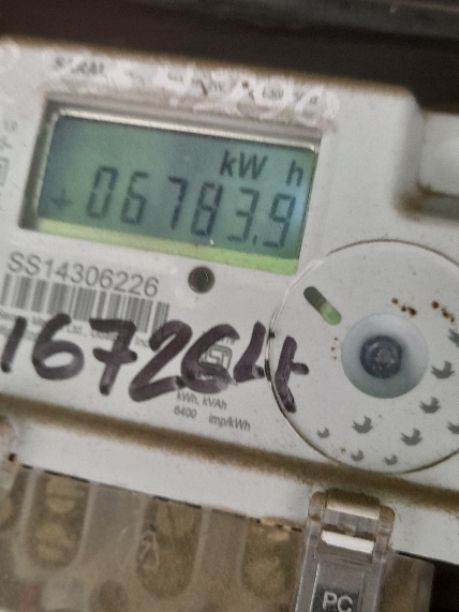 kW h
06783.9
SS14306226
167264
kWh, kVAh
6400 imp/kWh
PC